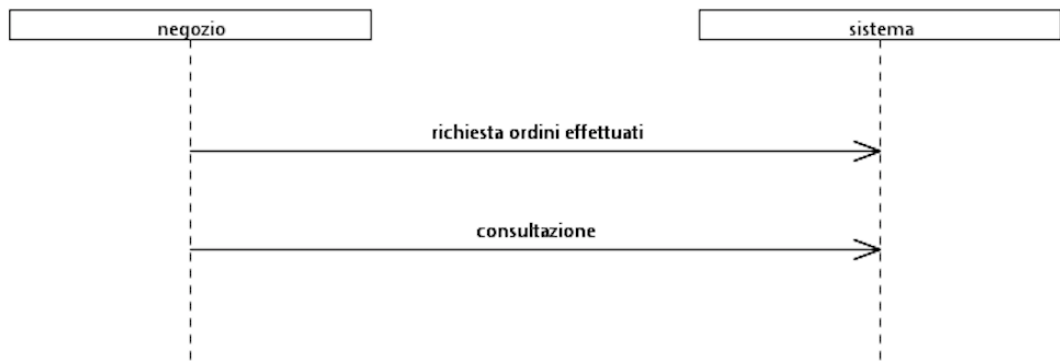 negozio
sistema
richiesta ordini effettuati
consultazione